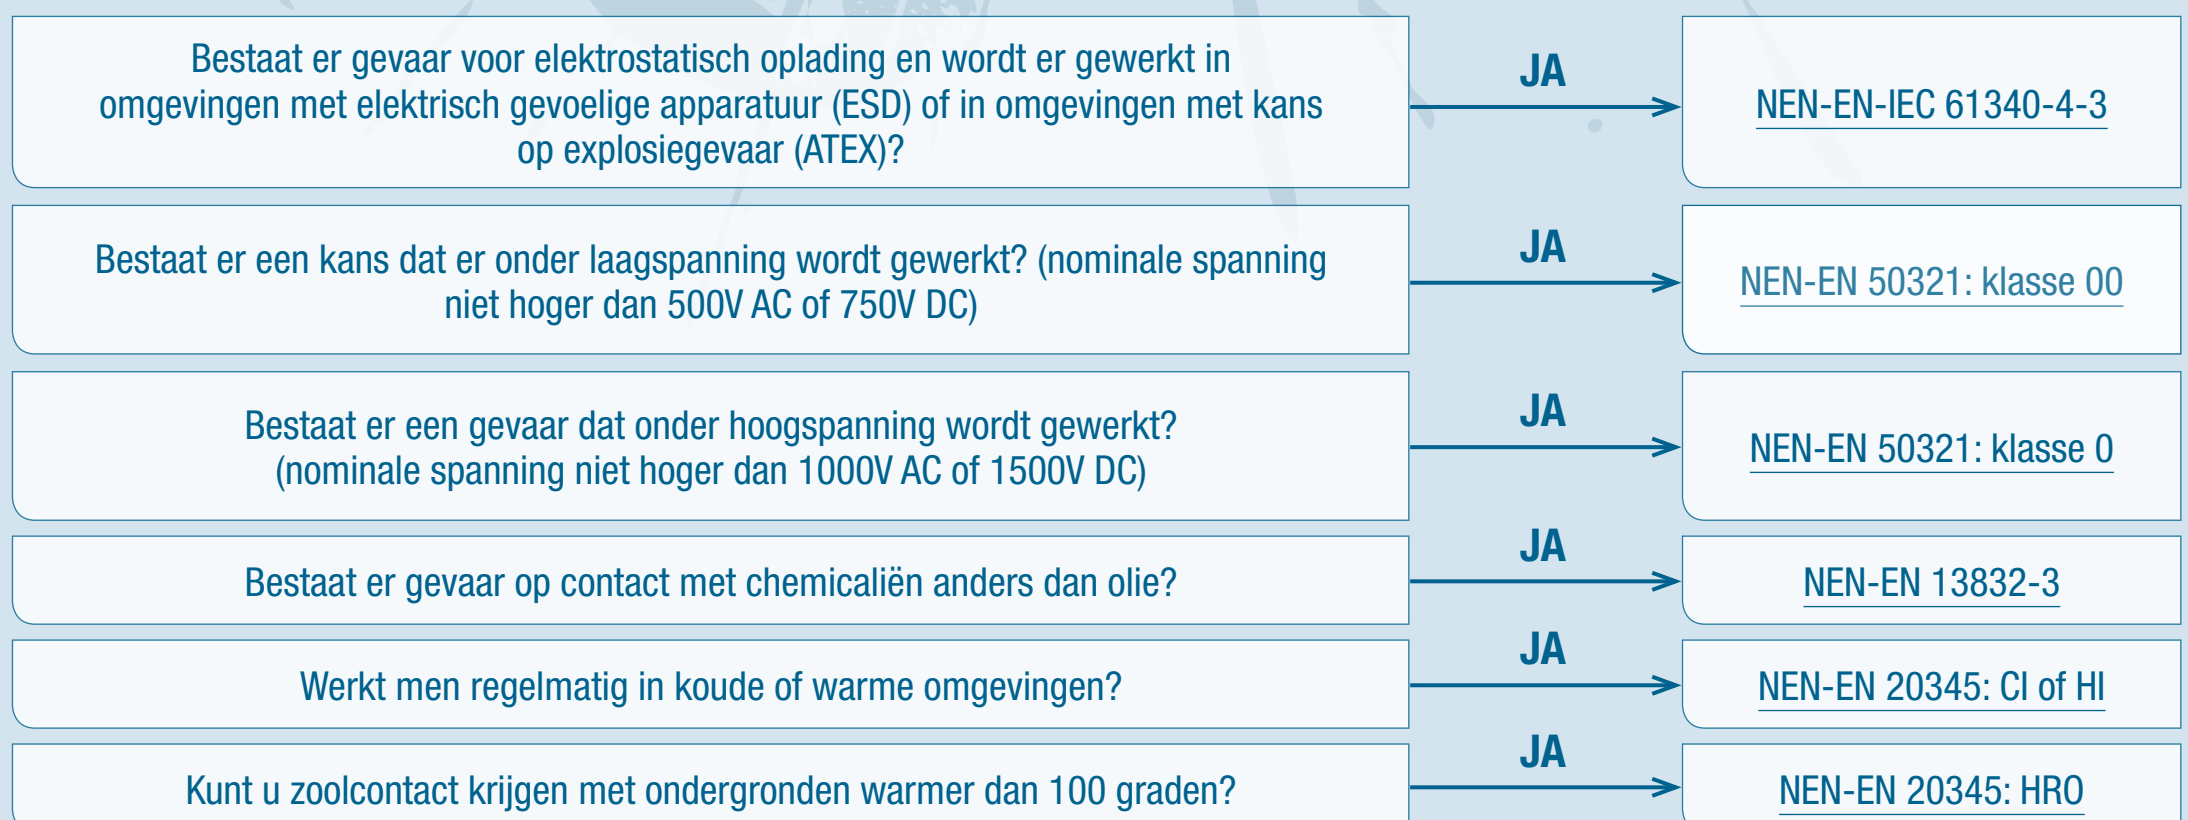 Bestaat er gevaar voor elektrostatisch oplading en wordt er gewerkt in
omgevingen met elektrisch gevoelige apparatuur (ESD) of in omgevingen met kans
op explosiegevaar (ATEX)?
JA
NEN-EN-IEC 61340-4-3
Bestaat er een kans dat er onder laagspanning wordt gewerkt? (nominale spanning
niet hoger dan 500V AC of 750V DC)
JA
NEN-EN 50321: klasse 00
Bestaat er een gevaar dat onder hoogspanning wordt gewerkt?
(nominale spanning niet hoger dan 1000V AC of 1500V DC)
JA
NEN-EN 50321: klasse 0
Bestaat er gevaar op contact met chemicaliën anders dan olie?
JA
NEN-EN 13832-3
Werkt men regelmatig in koude of warme omgevingen?
JA
NEN-EN 20345: CI of HI
Kunt u zoolcontact krijgen met ondergronden warmer dan 100 graden?
JA
NEN-EN 20345: HRO